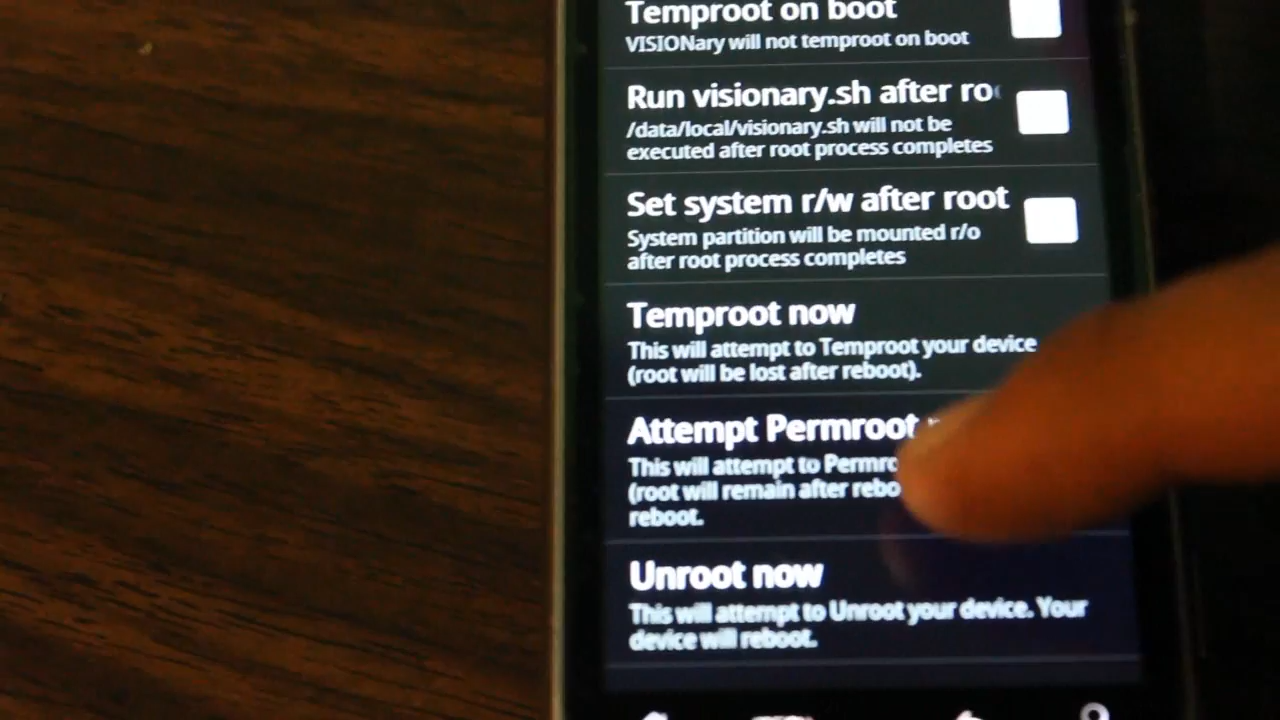 Temproot on boot
VISIONary will not temproot on boot
Run visionary.sh after
/data/local/visionary.sh will not be
executed after root process completes
Set system r/w after root
System partition will be mounted r/o
after root process completes
Temproot now
This will attempt to Temproot your device
(root will be lost after reboot).
Attempt Permroot
This will attempt to
(root will remain after
reboot.
Unroot now
This will attempt to Unroot your device. Your
device will reboot.